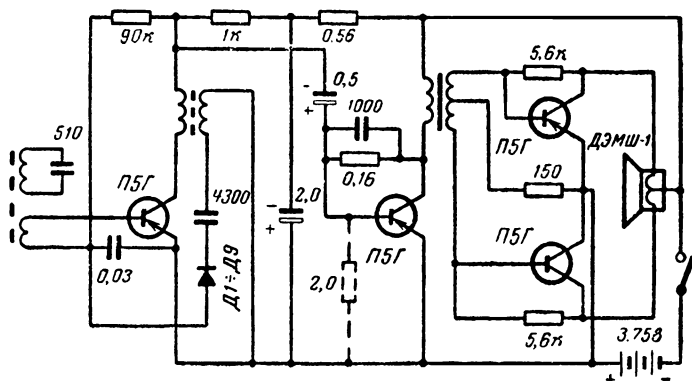 90к
1к
0.56
-
0,5
+
1000
0,16
510
П5Г
0,03
4300
Д1÷Д9
-
2,0
+
2,0
П5Г
5,6к
П5Г
ДЭМШ-1
150
П5Г
5,6к
3.75в
+
-